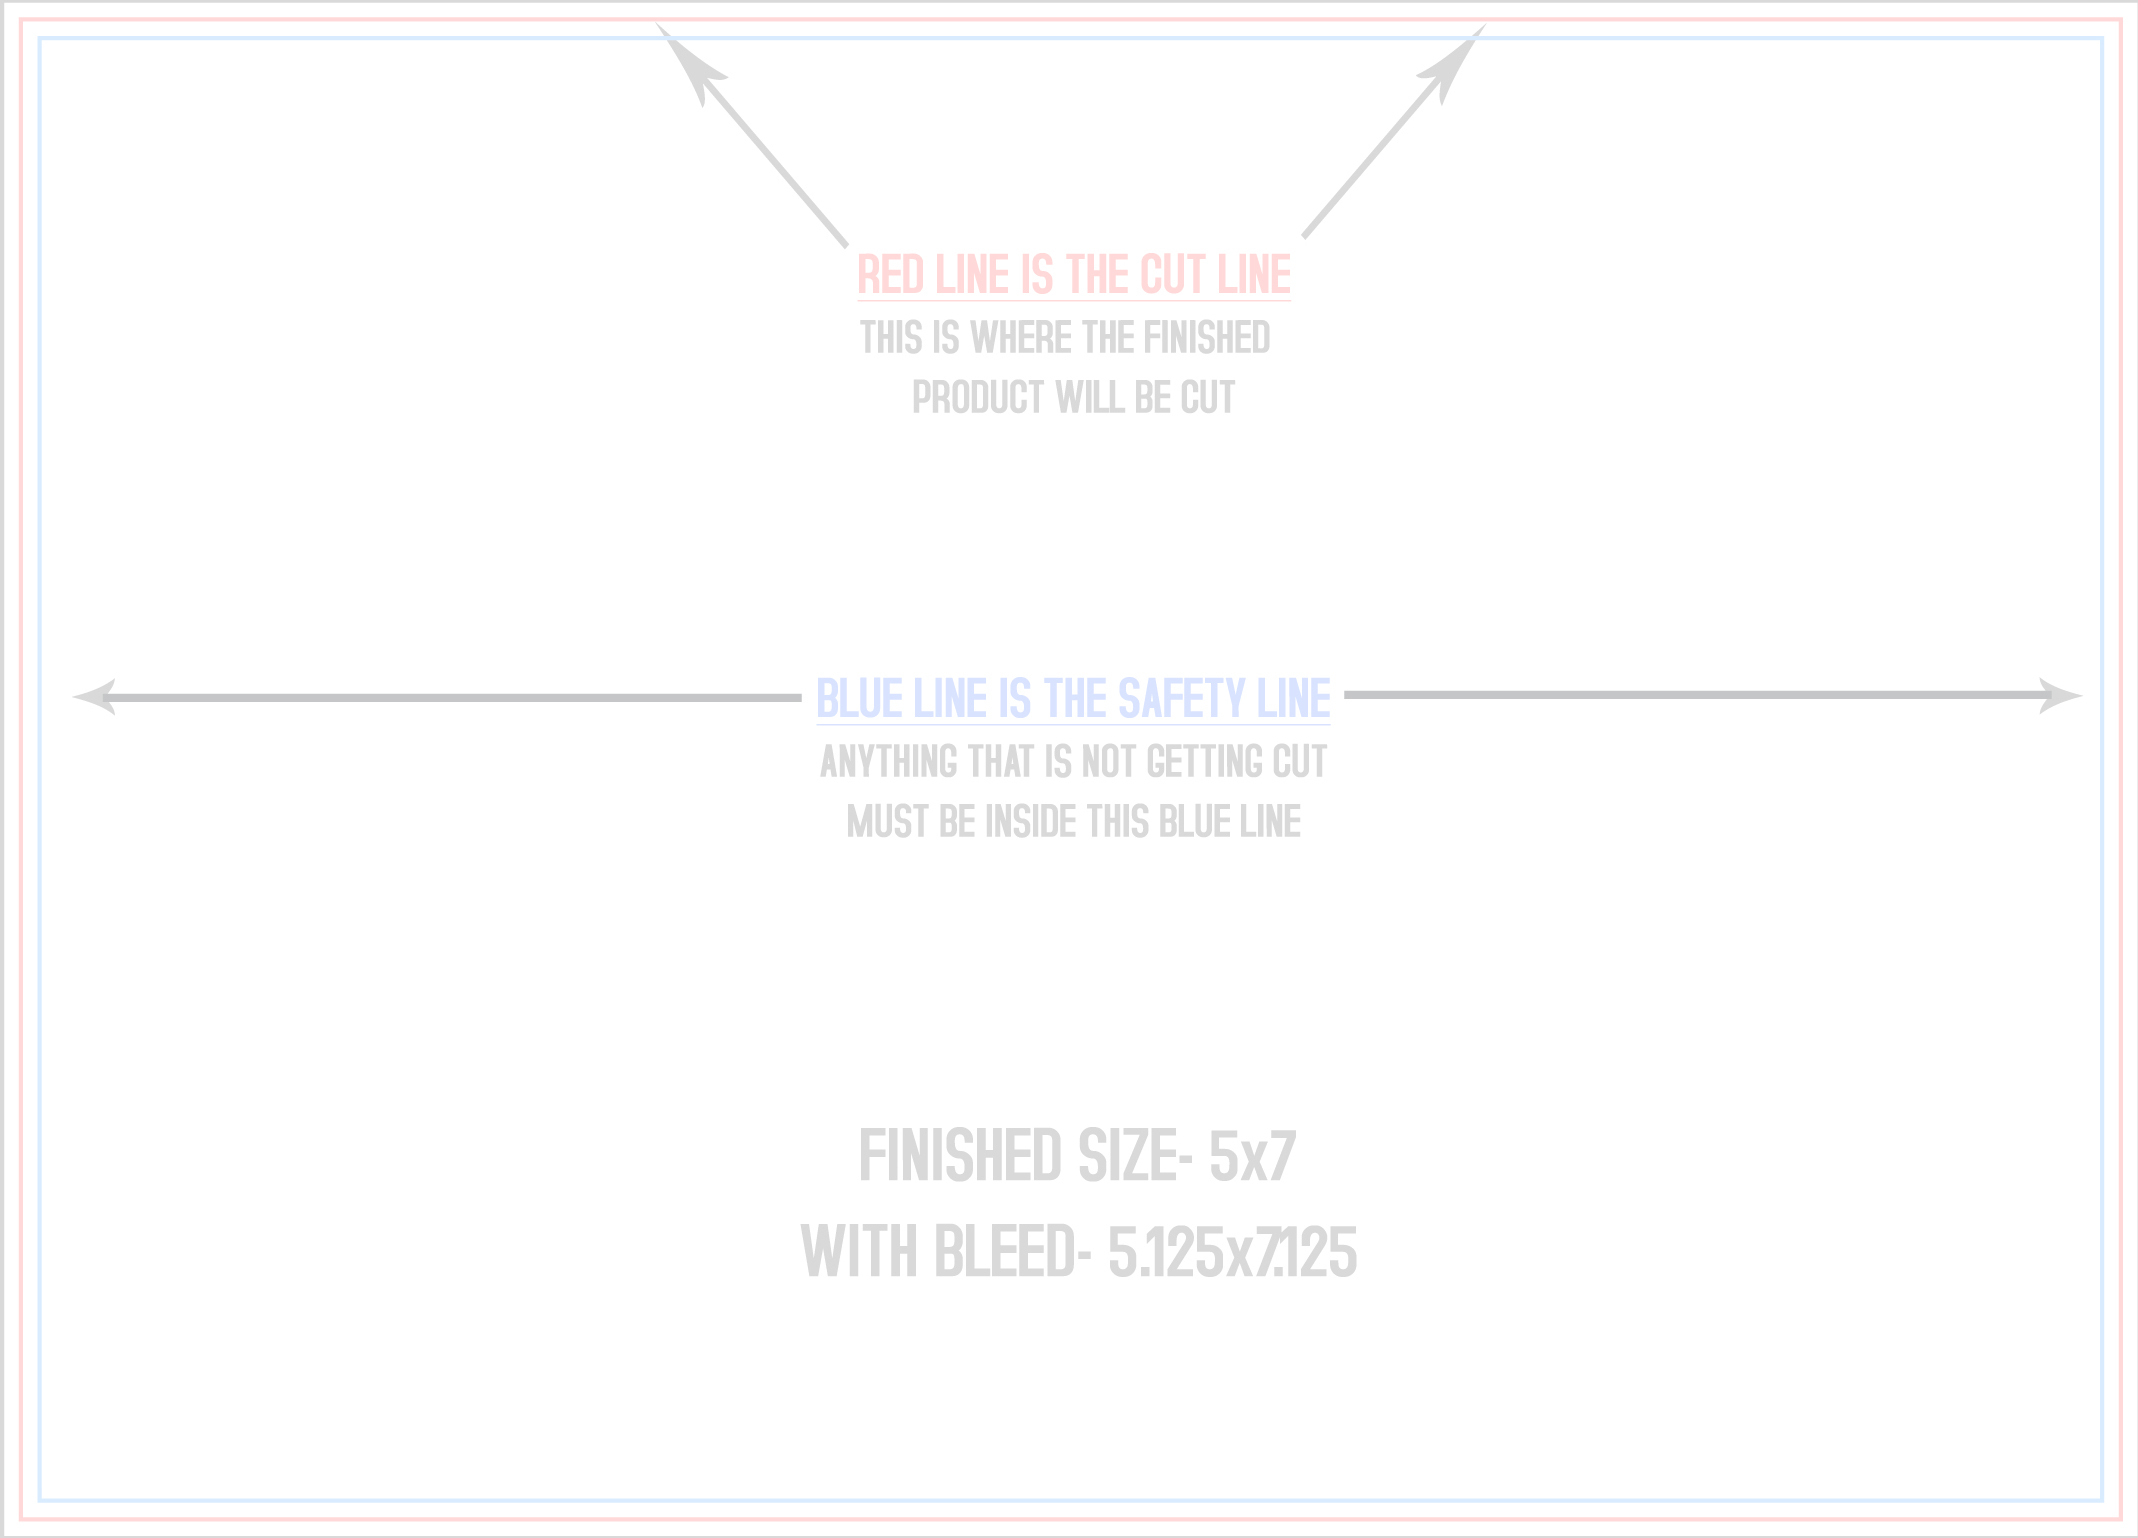 RED LINE IS THE CUT LINE
THIS IS WHERE THE FINISHED
PRODUCT WILL BE CUT
BLUE LINE IS THE SAFETY LINE
ANYTHING THAT IS NOT GETTING CUT
MUST BE INSIDE THIS BLUE LINE
FINISHED SIZE- 5x7
WITH BLEED- 5.125x7.125